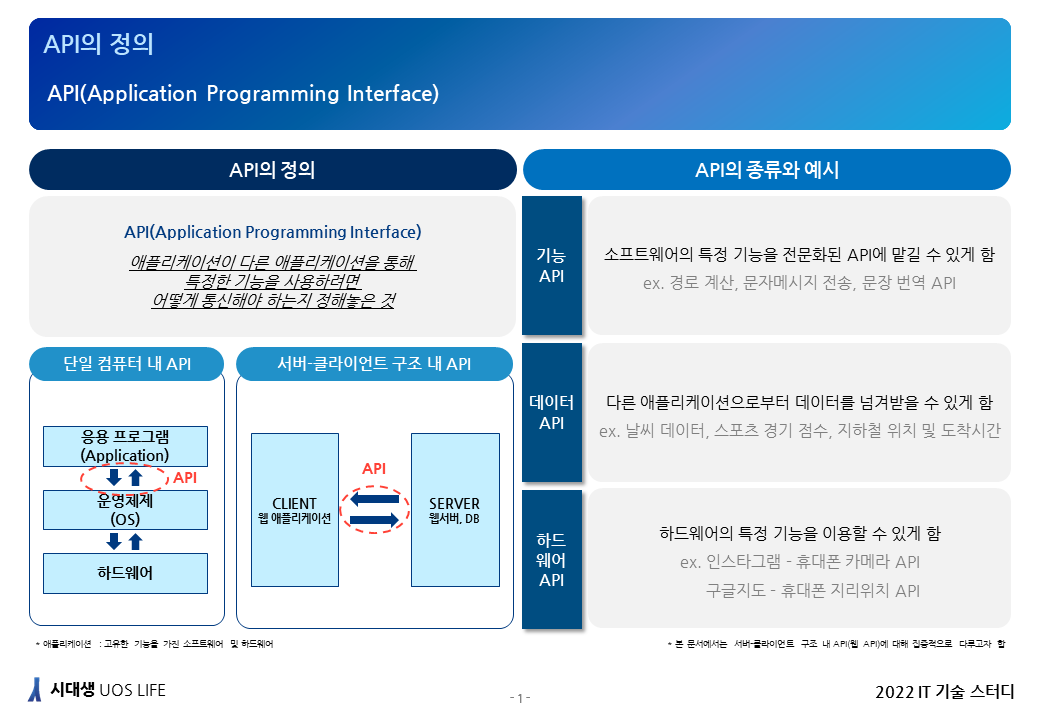 API의 정의
API(Application Programming Interface)
API의 정의
API(Application Programming Interface)
애플리케이션이 다른 애플리케이션을 통해
특정한 기능을 사용하려면
어떻게 통신해야 하는지 정해놓은 것
단일 컴퓨터 내 API
응용 프로그램
(Application)
API
운영체제
(OS)
하드웨어
서버-클라이언트 구조 내 API
CLIENT
웹 애플리케이션
API
SERVER
웹서버, DB
* 애플리케이션 : 고유한 기능을 가진 소프트웨어 및 하드웨어
API의 종류와 예시
기능
API
소프트웨어의 특정 기능을 전문화된 API에 맡길 수 있게 함
ex. 경로 계산, 문자메시지 전송, 문장 번역 API
데이터
API
다른 애플리케이션으로부터 데이터를 넘겨받을 수 있게 함
ex. 날씨 데이터, 스포츠 경기 점수, 지하철 위치 및 도착시간
하드
웨어
API
하드웨어의 특정 기능을 이용할 수 있게 함
ex. 인스타그램 - 휴대폰 카메라 API
구글지도 - 휴대폰 지리위치 API
* 본 문서에서는 서버-클라이언트 구조 내 API(웹 API)에 대해 집중적으로 다루고자 함
시대생 UOS LIFE
- 1 -
2022 IT 기술 스터디